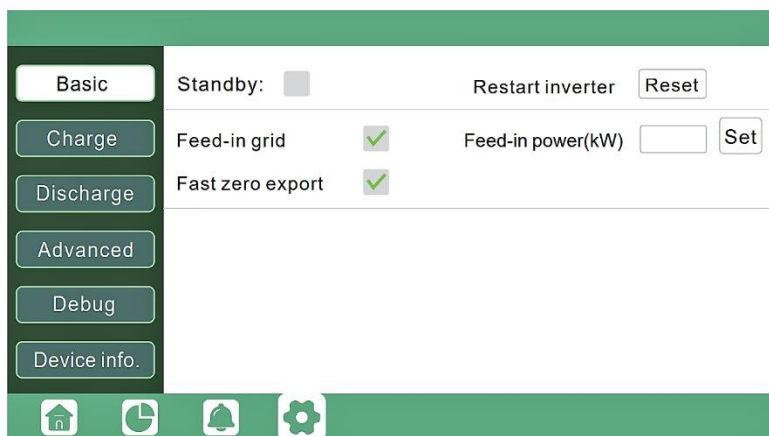 Basic
Standby:
Restart inverter
Reset
Charge
Feed-in grid
Feed-in power(kW)
Set
Discharge
Fast zero export
Advanced
Debug
Device info.